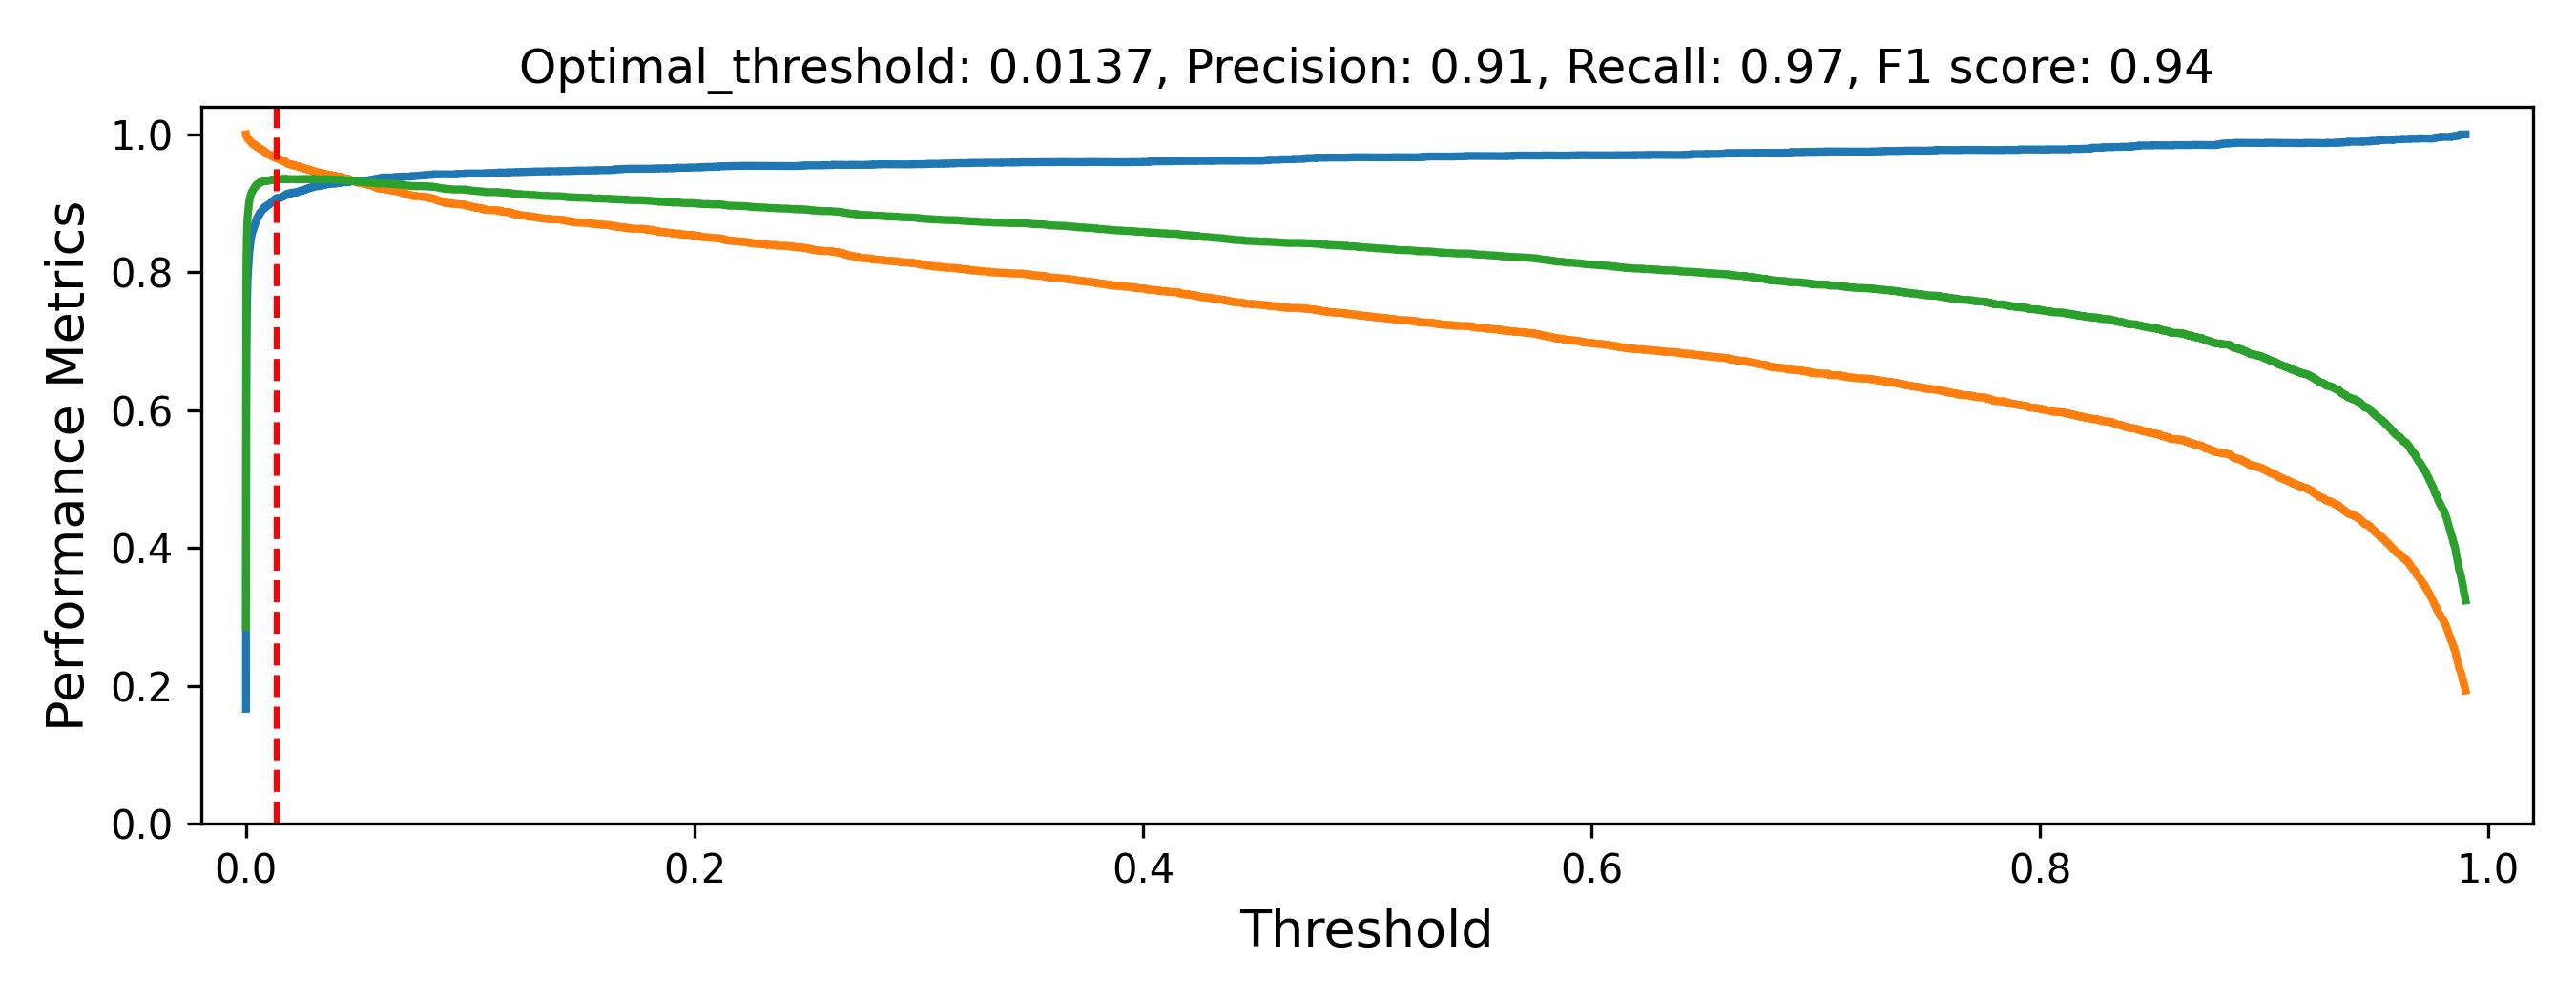 Optimal_threshold: 0.0137, Precision: 0.91, Recall: 0.97, F1 score: 0.94
Performance Metrics
1.0
0.8
0.6
0.4
0.2
0.0
0.0 0.2 0.4 0.6 0.8 1.0
Threshold